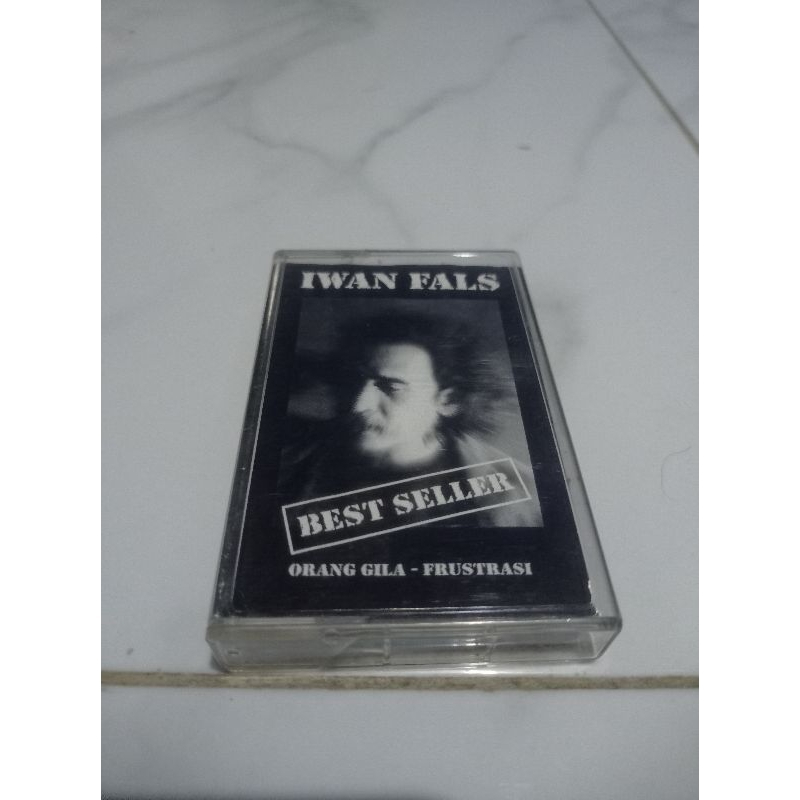 IWAN FALS
BEST SELLER
ORANG GILA - FRUSTRASI